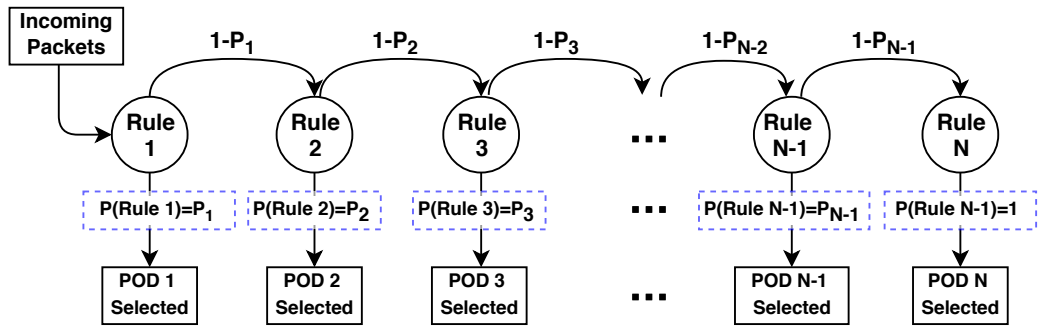 Incoming
Packets
1-P1
1-P2
1-P3
1-PN-2
1-PN-1
Rule
1
Rule
2
Rule
3
...
Rule
N-1
Rule
N
P(Rule 1)=P1
P(Rule 2)=P2
P(Rule 3)=P3
...
P(Rule N-1)=PN-1
P(Rule N-1)=1
POD 1
Selected
POD 2
Selected
POD 3
Selected
...
POD N-1
Selected
POD N
Selected